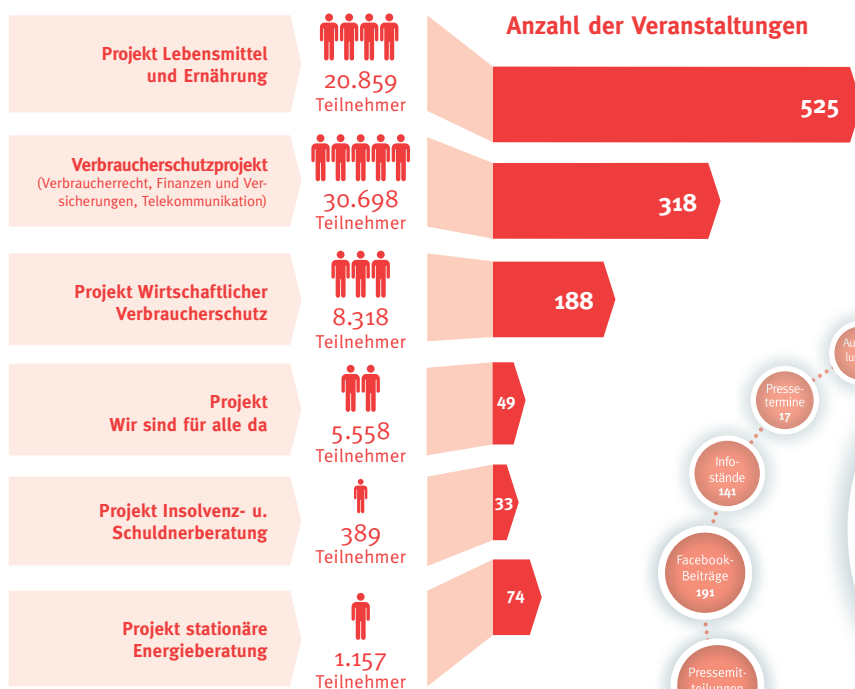 Anzahl der Veranstaltungen
Projekt Lebensmittel
und Ernährung
20.859
Teilnehmer
525
Verbraucherschutzprojekt
(Verbraucherrecht, Finanzen und Ver-
sicherungen, Telekommunikation)
30.698
Teilnehmer
318
Projekt Wirtschaftlicher
Verbraucherschutz
8.318
Teilnehmer
188
Projekt
Wir sind für alle da
5.558
Teilnehmer
49
Projekt Insolvenz- u.
Schuldnerberatung
389
Teilnehmer
33
Projekt stationäre
Energieberatung
1.157
Teilnehmer
74
Presse-
termine
17
Info-
stände
141
Facebook-
Beiträge
191
Pressemit-
teilungen